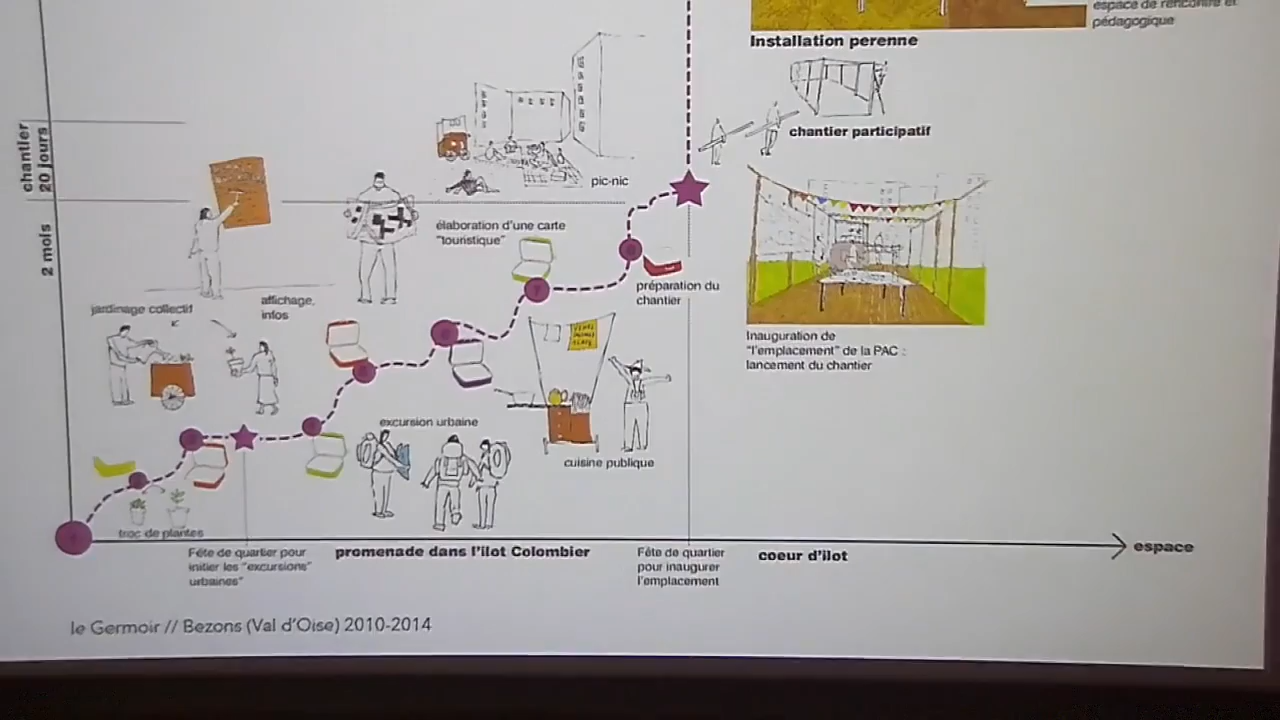 espace de rencontre et
pédagogique
Installation perenne
chantier participatif
chantier
20 jours
2 mois
pic-nic
élaboration d'une carte
"touristique"
préparation du
chantier
jardinage collectif
affichage,
infos
Inauguration de
"l'emplacement" de la PAC :
lancement du chantier
excursion urbaine
cuisine publique
troc de plantes
Fête de quartier pour
initier les "excursions"
urbaines"
promenade dans l'îlot Colombier
Fête de quartier
pour inaugurer
l'emplacement
coeur d'îlot
espace
le Germoir // Bezons (Val d'Oise) 2010-2014